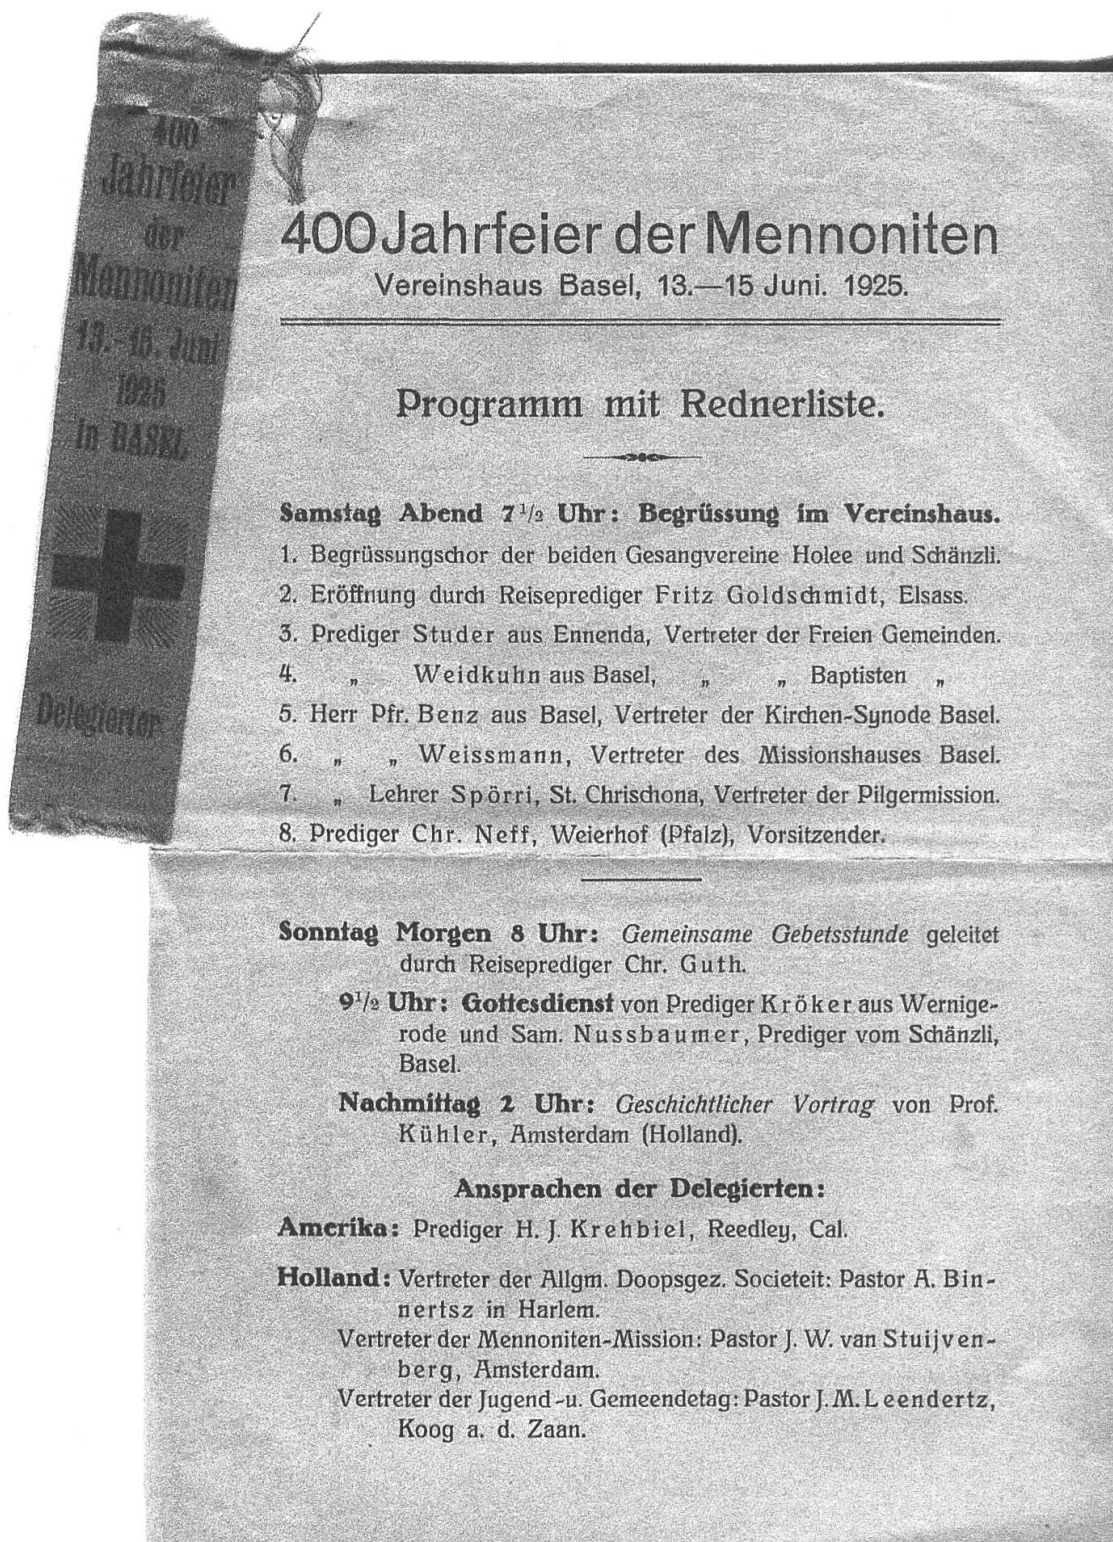 400
Jahrfeier
der
Mennoniten
13.-15. Juni
1925
in BASEL
Delegierter
400 Jahrfeier der Mennoniten
Vereinshaus Basel, 13.—15 Juni. 1925.
Programm mit Rednerliste.
Samstag Abend 7 1/2 Uhr: Begrüssung im Vereinshaus.
1. Begrüssungschor der beiden Gesangvereine Holee und Schänzli.
2. Eröffnung durch Reiseprediger Fritz Goldschmidt, Elsass.
3. Prediger Studer aus Ennenda, Vertreter der Freien Gemeinden.
4. „ Weidkuhn aus Basel, „ „ Baptisten „
5. Herr Pfr. Benz aus Basel, Vertreter der Kirchen-Synode Basel.
6. „ „ Weissmann, Vertreter des Missionshauses Basel.
7. „ Lehrer Spörri, St. Chrischona, Vertreter der Pilgermission.
8. Prediger Chr. Neff, Weierhof (Pfalz), Vorsitzender.
Sonntag Morgen 8 Uhr: Gemeinsame Gebetsstunde geleitet
durch Reiseprediger Chr. Guth.
9 1/2 Uhr: Gottesdienst von Prediger Kröker aus Wernige-
rode und Sam. Nussbaumer, Prediger vom Schänzli,
Basel.
Nachmittag 2 Uhr: Geschichtlicher Vortrag von Prof.
Kühler, Amsterdam (Holland).
Ansprachen der Delegierten:
Amerika: Prediger H. J. Krehbiel, Reedley, Cal.
Holland: Vertreter der Allgm. Doopsgez. Societeit: Pastor A. Bin-
nertsz in Harlem.
Vertreter der Mennoniten-Mission: Pastor J. W. van Stuijven-
berg, Amsterdam.
Vertreter der Jugend-u. Gemeendetag: Pastor J. M. Leendertz,
Koog a. d. Zaan.